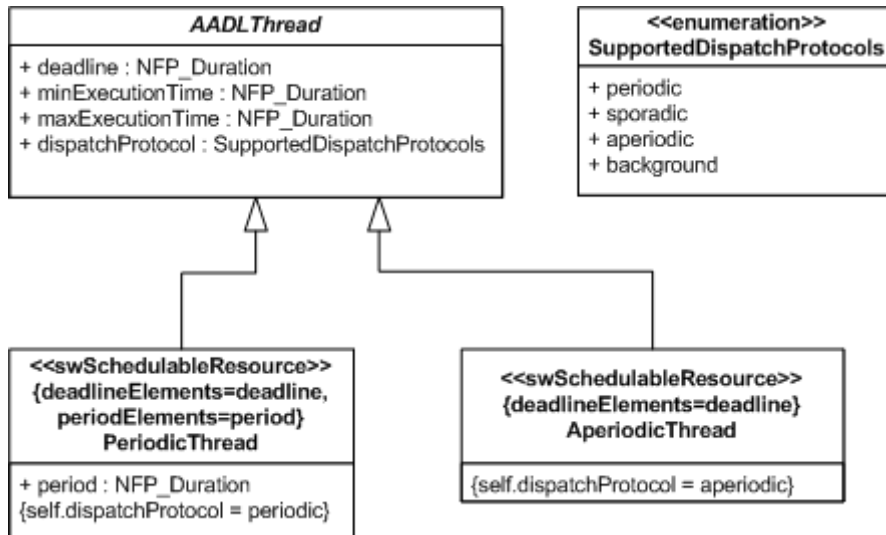 AADLThread
+ deadline : NFP_Duration
+ minExecutionTime : NFP_Duration
+ maxExecutionTime : NFP_Duration
+ dispatchProtocol : SupportedDispatchProtocols
<<enumeration>>
SupportedDispatchProtocols
+ periodic
+ sporadic
+ aperiodic
+ background
<<swSchedulableResource>>
{deadlineElements=deadline,
periodElements=period}
PeriodicThread
+ period : NFP_Duration
{self.dispatchProtocol = periodic}
<<swSchedulableResource>>
{deadlineElements=deadline}
AperiodicThread
{self.dispatchProtocol = aperiodic}